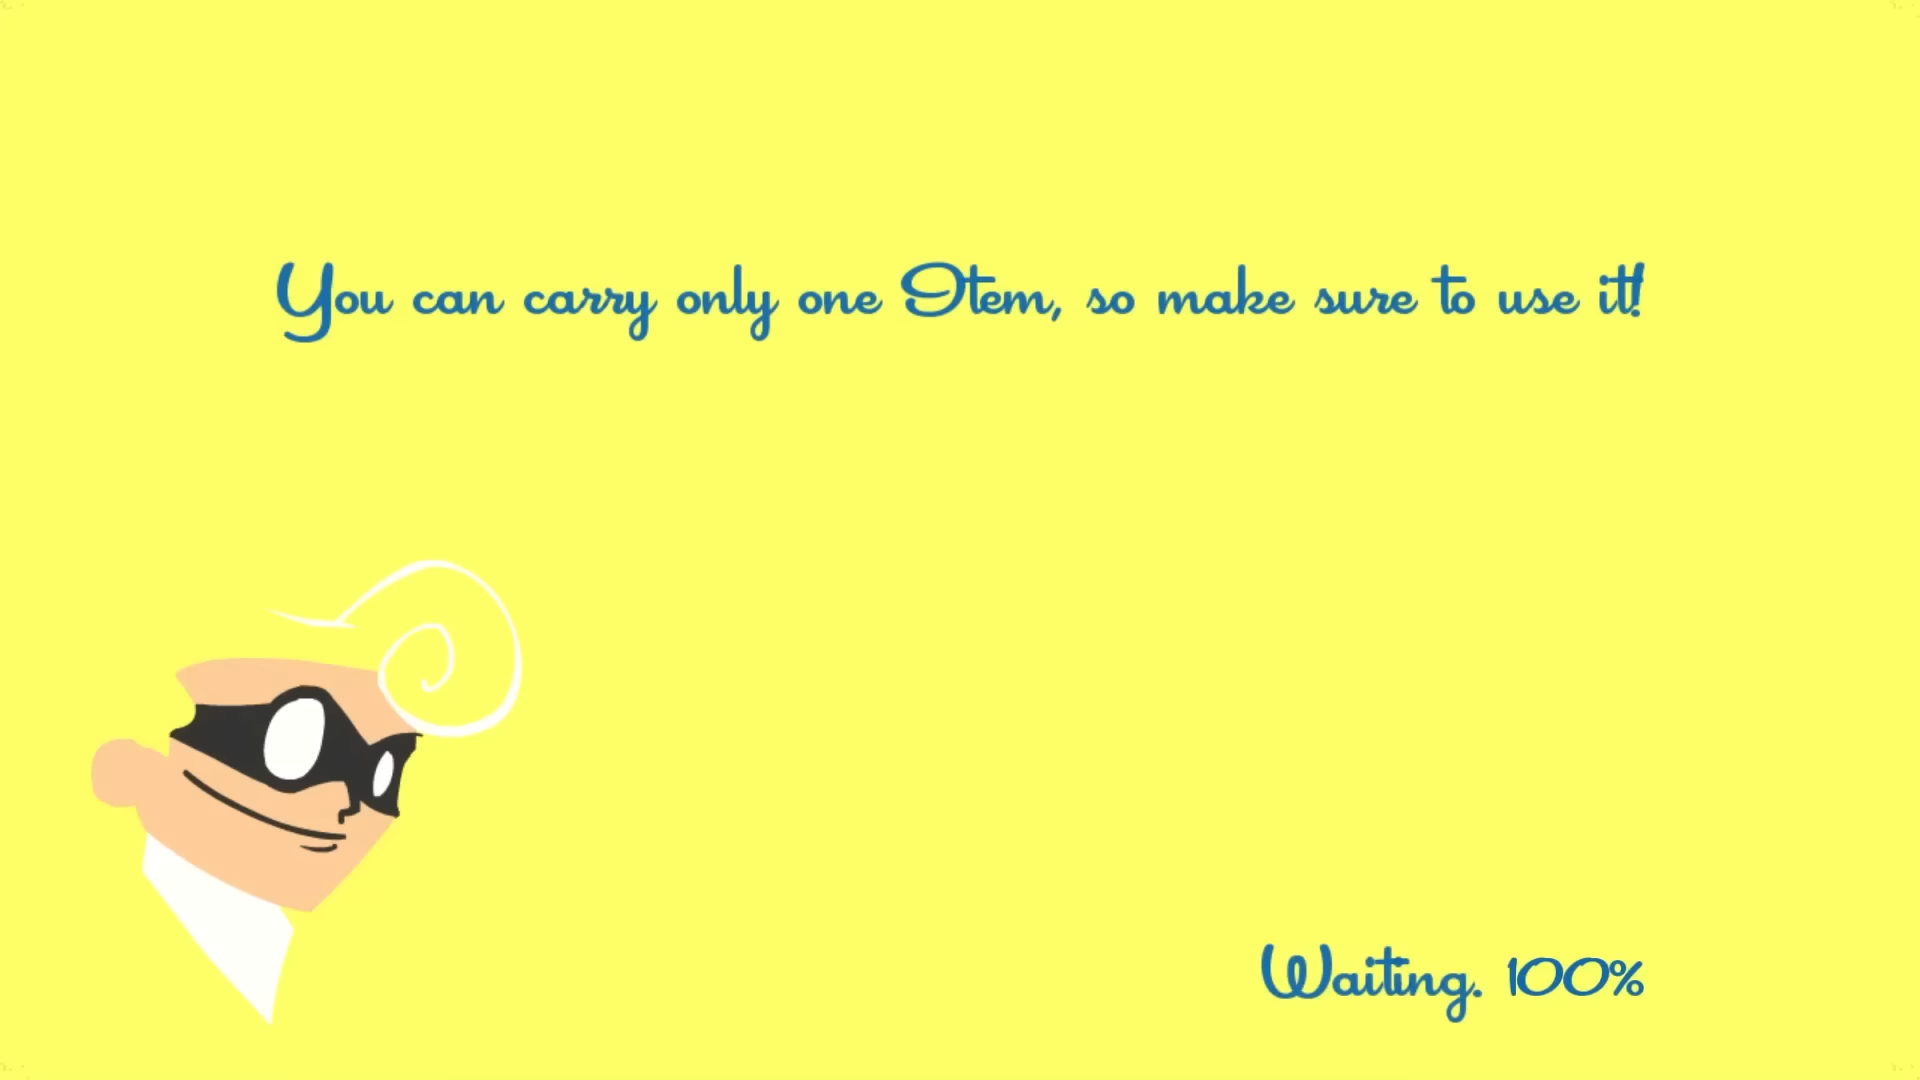 You can carry only one Item, so make sure to use it!
Waiting. 100%